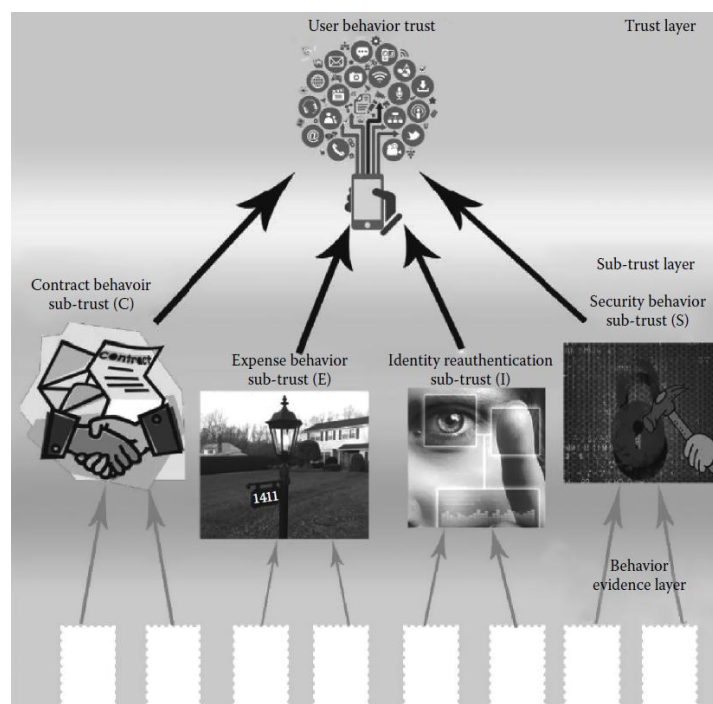 User behavior trust
Trust layer
Sub-trust layer
Contract behavoir
sub-trust (C)
Security behavior
sub-trust (S)
Expense behavior
sub-trust (E)
Identity reauthentication
sub-trust (I)
contract
1411
Behavior
evidence layer